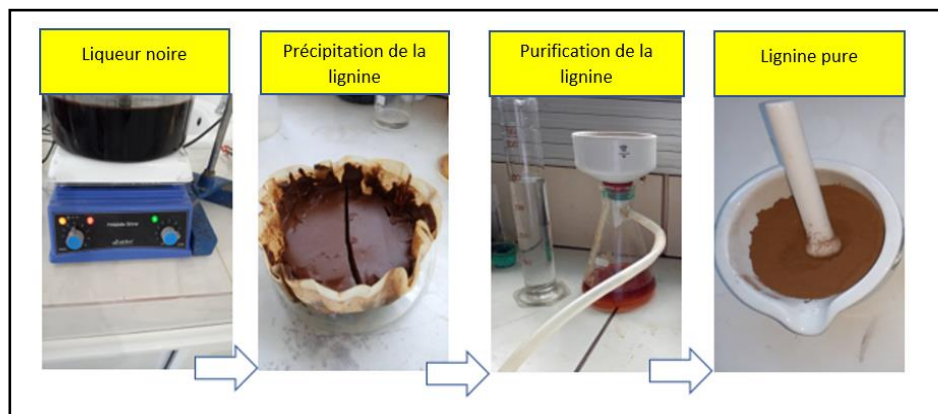 Liqueur noire
Précipitation de la
lignine
Purification de la
lignine
Lignine pure